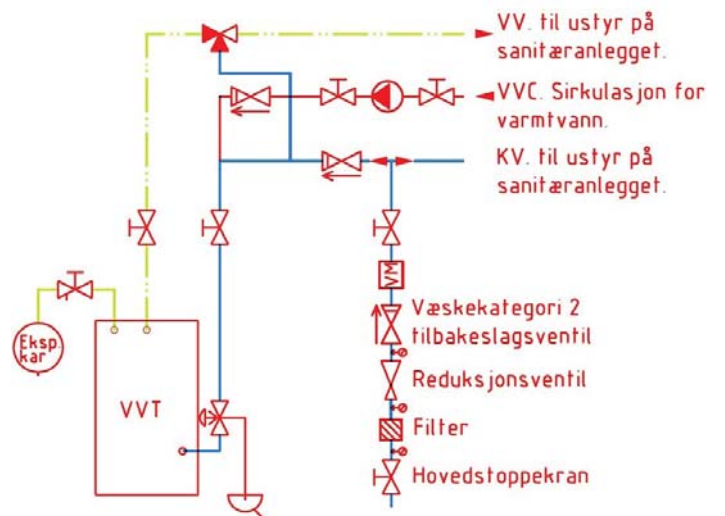 VV. til ustyr på
sanitæranlegget.
VVC. Sirkulasjon for
varmtvann.
KV. til ustyr på
sanitæranlegget.
VM
Væskekategori 2
tilbakeslagsventil
Eksp.
kar
VVT
Reduksjonsventil
Filter
Hovedstoppekran